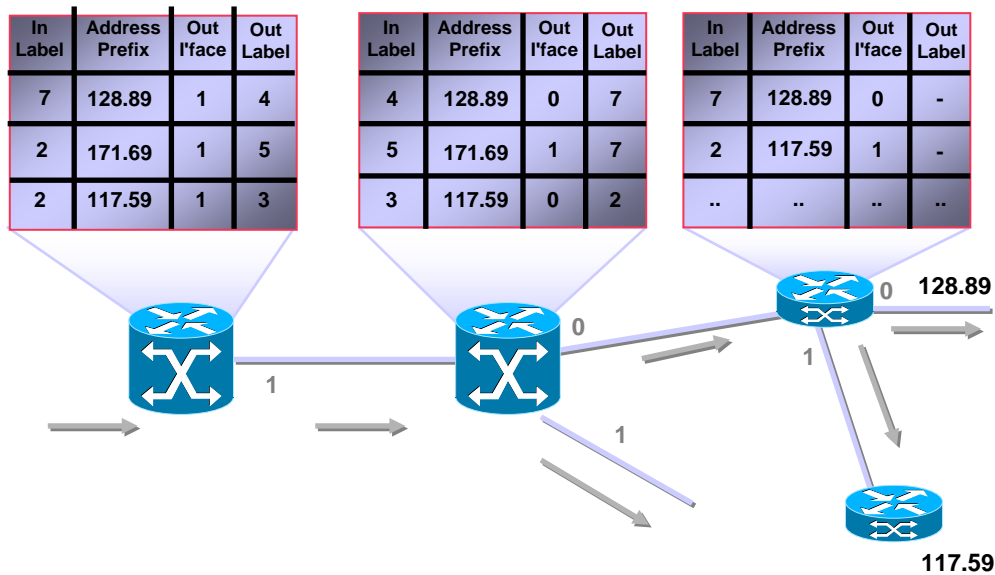 In Label Address Prefix Out I'face Out Label
7 128.89 1 4
2 171.69 1 5
2 117.59 1 3
In Label Address Prefix Out I'face Out Label
4 128.89 0 7
5 171.69 1 7
3 117.59 0 2
In Label Address Prefix Out I'face Out Label
7 128.89 0 -
2 117.59 1 -
.. .. .. ..
0 128.89
0
1
1
1
117.59